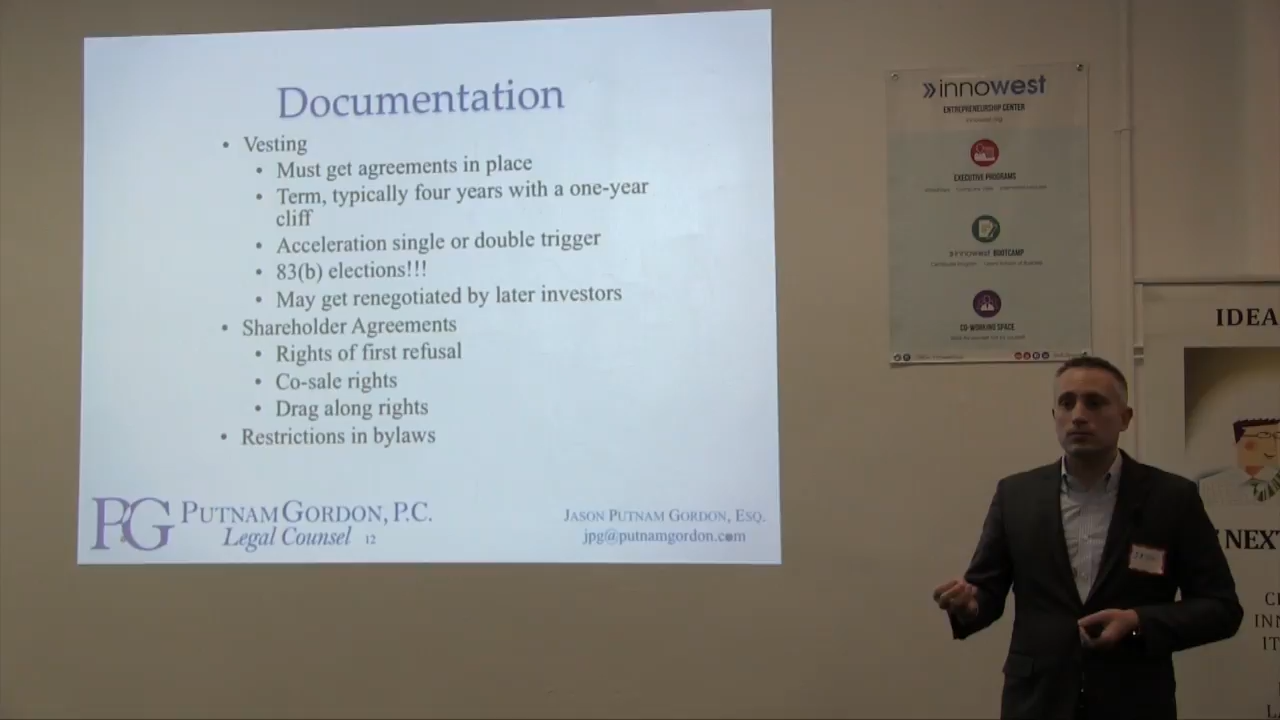 Documentation
• Vesting
• Must get agreements in place
• Term, typically four years with a one-year
cliff
• Acceleration single or double trigger
• 83(b) elections!!!
• May get renegotiated by later investors
• Shareholder Agreements
• Rights of first refusal
• Co-sale rights
• Drag along rights
• Restrictions in bylaws
PG PUTNAM GORDON, P.C.
Legal Counsel 12
JASON PUTNAM GORDON, ESQ.
jpg@putnamgordon.com
»innowest
ENTREPRENEURSHIP CENTER
EXECUTIVE PROGRAMS
innowest BOOTCAMP
CO-WORKING SPACE
IDEA
NEXT